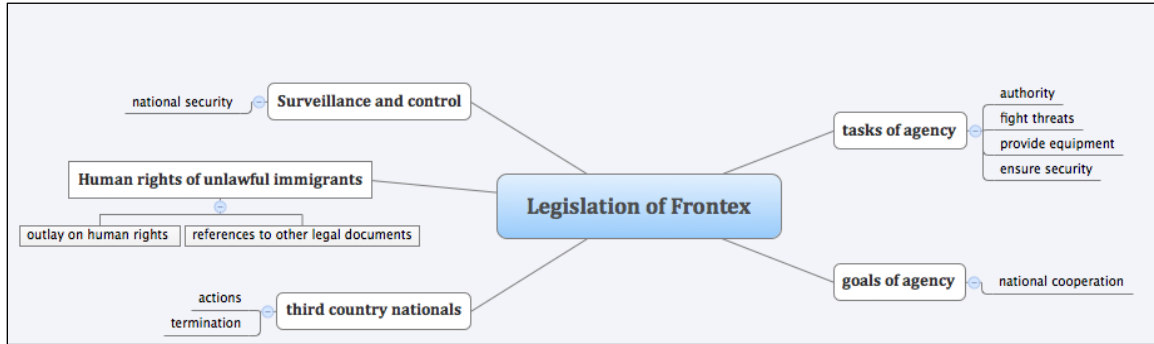 Surveillance and control
national security
Human rights of unlawful immigrants
outlay on human rights
references to other legal documents
third country nationals
actions
termination
Legislation of Frontex
tasks of agency
authority
fight threats
provide equipment
ensure security
goals of agency
national cooperation